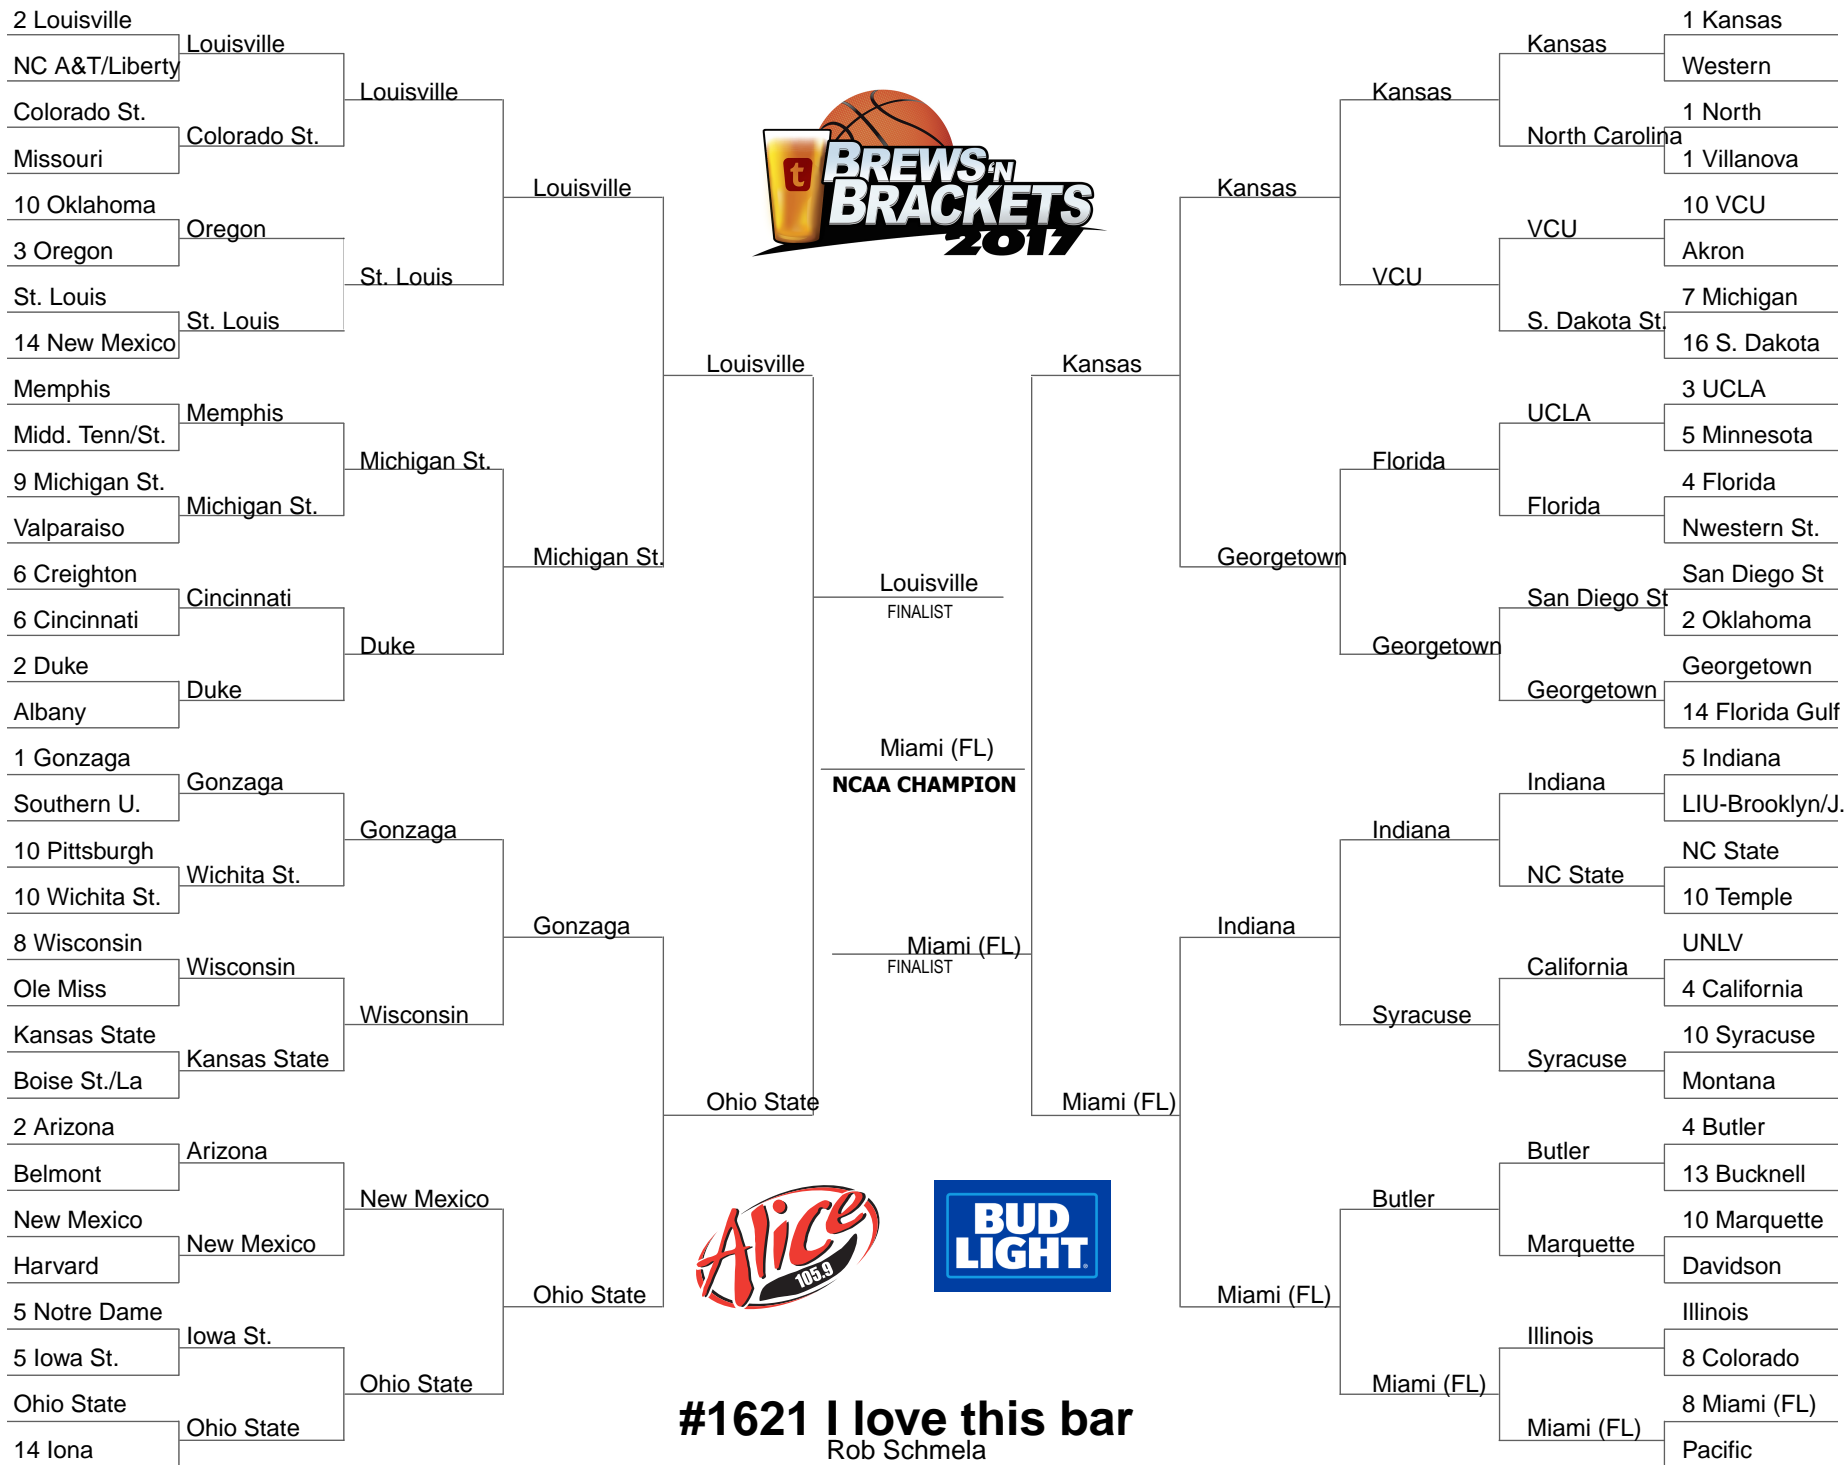 2 Louisville
NC A&T/Liberty
Colorado St.
Missouri
10 Oklahoma
3 Oregon
St. Louis
14 New Mexico
Memphis
Midd. Tenn/St.
9 Michigan St.
Valparaiso
6 Creighton
6 Cincinnati
2 Duke
Albany
1 Gonzaga
Southern U.
10 Pittsburgh
10 Wichita St.
8 Wisconsin
Ole Miss
Kansas State
Boise St./La
2 Arizona
Belmont
New Mexico
Harvard
5 Notre Dame
5 Iowa St.
Ohio State
14 Iona
Louisville
Colorado St.
Oregon
St. Louis
Memphis
Michigan St.
Cincinnati
Duke
Gonzaga
Wichita St.
Wisconsin
Kansas State
Arizona
New Mexico
Iowa St.
Ohio State
Louisville
St. Louis
Michigan St.
Duke
Gonzaga
Wisconsin
New Mexico
Ohio State
Louisville
Michigan St.
Gonzaga
Ohio State
Louisville
Ohio State
t
BREWS 'N
BRACKETS
2017
Louisville
FINALIST
Miami (FL)
NCAA CHAMPION
Miami (FL)
FINALIST
Alice
105.9
BUD
LIGHT
#1621 I love this bar
Rob Schmela
Kansas
Miami (FL)
Kansas
Georgetown
Indiana
Miami (FL)
Kansas
VCU
Florida
Georgetown
Indiana
Syracuse
Butler
Miami (FL)
Kansas
North Carolina
VCU
S. Dakota St.
UCLA
Florida
San Diego St
Georgetown
Indiana
NC State
California
Syracuse
Butler
Marquette
Illinois
Miami (FL)
1 Kansas
Western
1 North
1 Villanova
10 VCU
Akron
7 Michigan
16 S. Dakota
3 UCLA
5 Minnesota
4 Florida
Nwestern St.
San Diego St
2 Oklahoma
Georgetown
14 Florida Gulf
5 Indiana
LIU-Brooklyn/J.
NC State
10 Temple
UNLV
4 California
10 Syracuse
Montana
4 Butler
13 Bucknell
10 Marquette
Davidson
Illinois
8 Colorado
8 Miami (FL)
Pacific